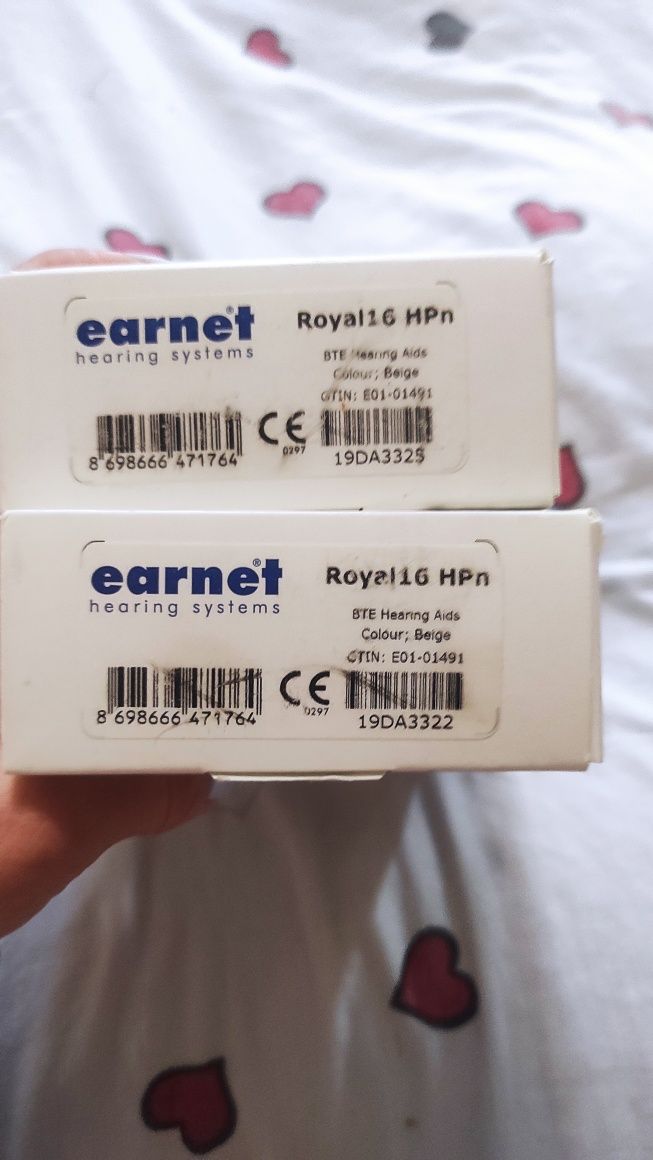 earnet®
hearing systems
Royal16 HPn
BTE Hearing Aids
Colour; Beige
GTIN: E01-01491
8 698666 471764
CE
0297
19DA3325
earnet®
hearing systems
Royal16 HPn
BTE Hearing Aids
Colour; Beige
GTIN: E01-01491
8 698666 471764
CE
0297
19DA3322